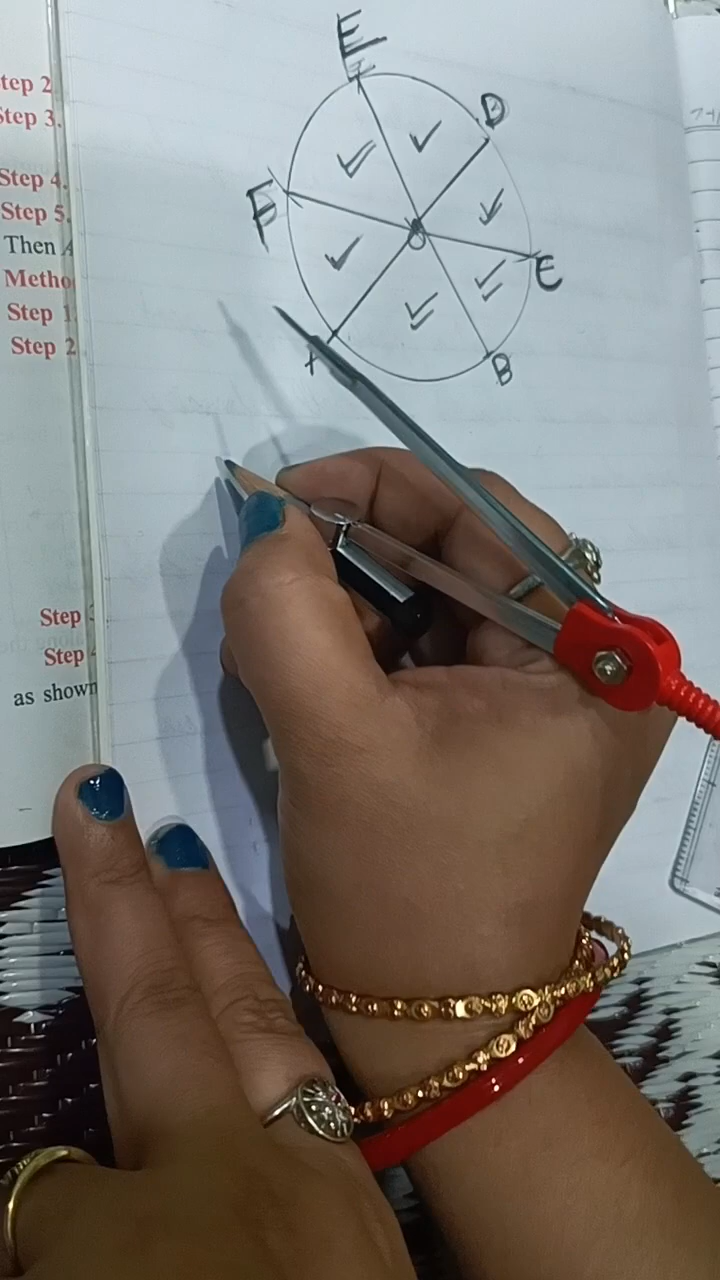 tep 2
Step 3.
Step 4.
Step 5.
Then A
Metho
Step 1
Step 2
Step
Step
as shown
E
D
F
O
C
B